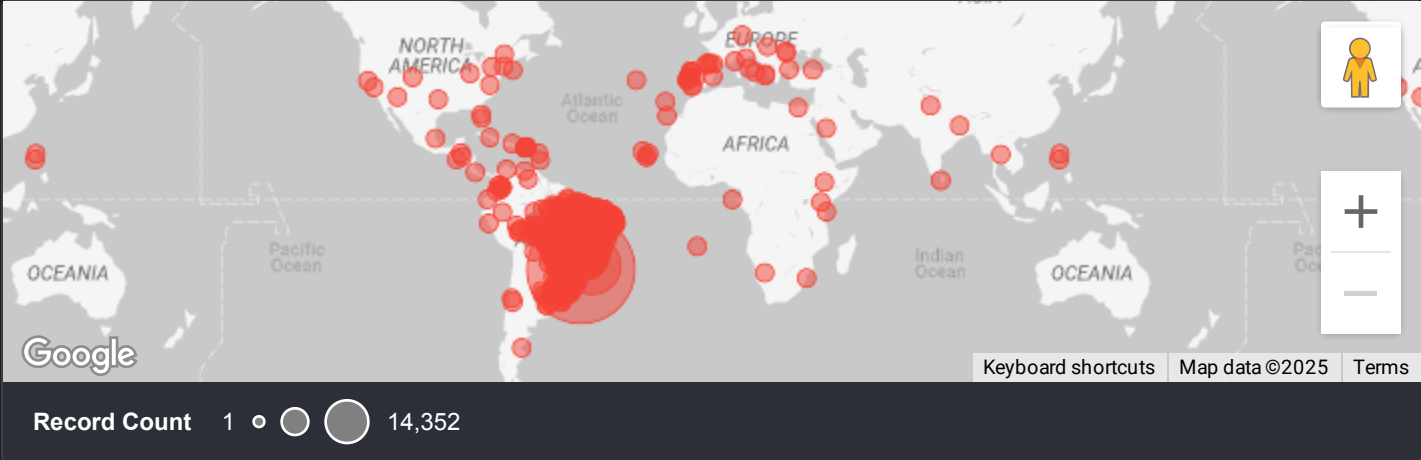 ASIA
NORTH
AMERICA
EUROPE
Atlantic
Ocean
AFRICA
Pacific
Ocean
OCEANIA
Indian
Ocean
OCEANIA
Google
Keyboard shortcuts
Map data ©2025
Terms
Record Count 1 14,352